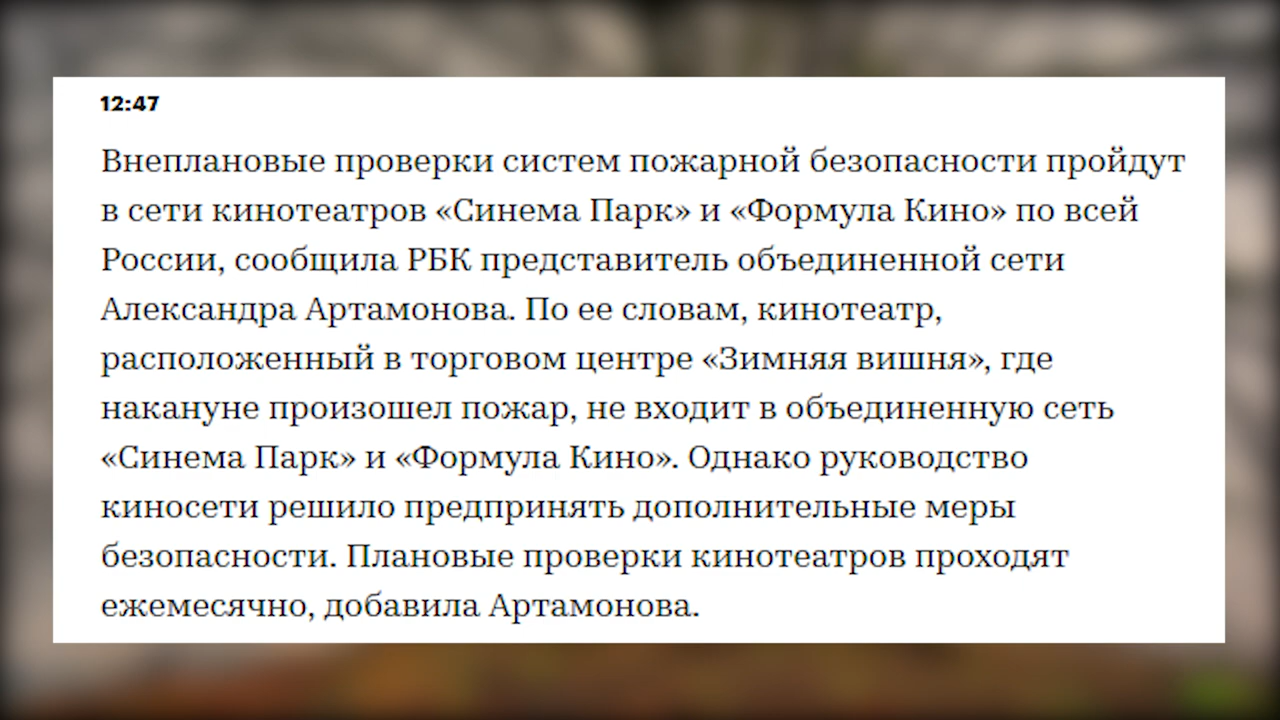 12:47
Внеплановые проверки систем пожарной безопасности пройдут
в сети кинотеатров «Синема Парк» и «Формула Кино» по всей
России, сообщила РБК представитель объединенной сети
Александра Артамонова. По ее словам, кинотеатр,
расположенный в торговом центре «Зимняя вишня», где
накануне произошел пожар, не входит в объединенную сеть
«Синема Парк» и «Формула Кино». Однако руководство
киносети решило предпринять дополнительные меры
безопасности. Плановые проверки кинотеатров проходят
ежемесячно, добавила Артамонова.